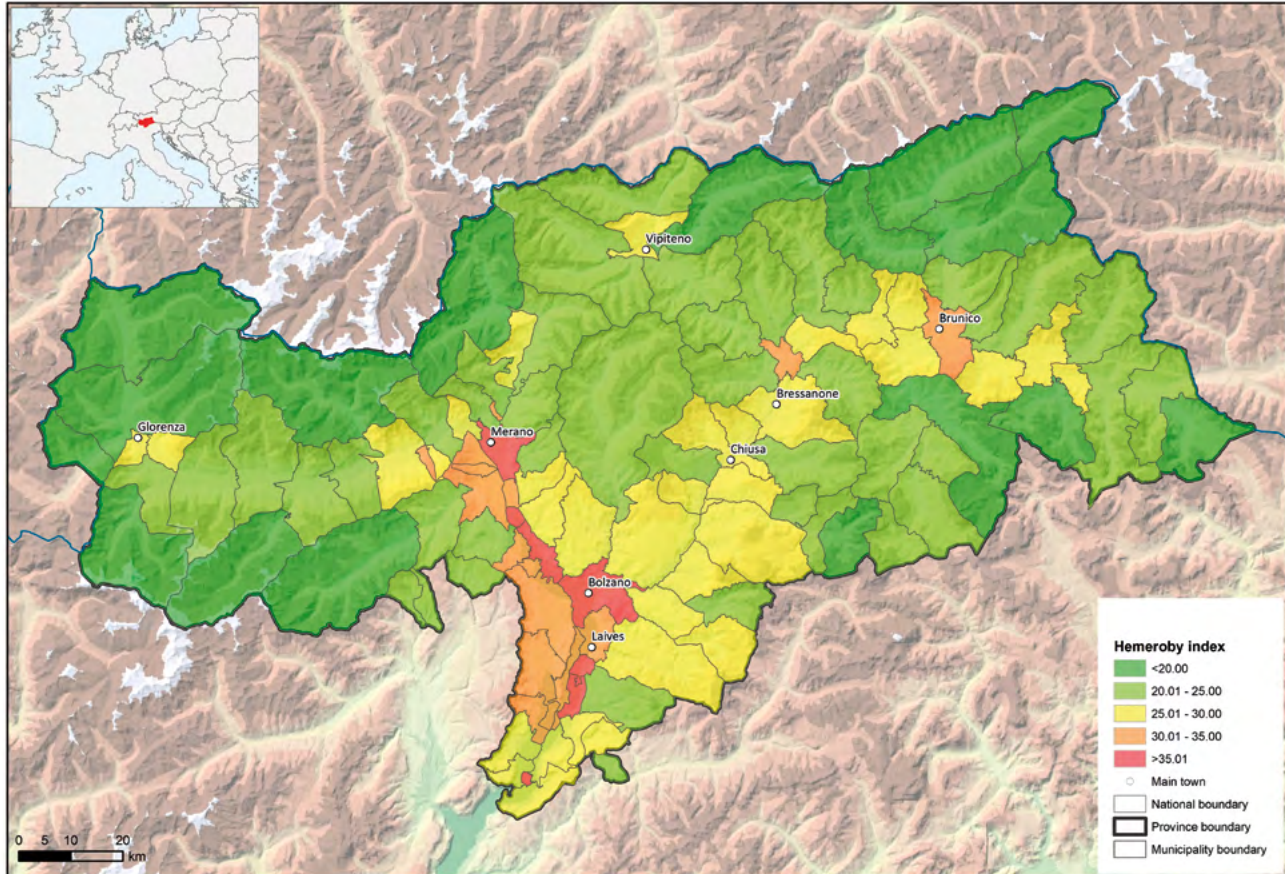 Vipiteno
Brunico
Bressanone
Glorenza
Merano
Chiusa
Bolzano
Laives
Hemeroby index
<20.00
20.01 - 25.00
25.01 - 30.00
30.01 - 35.00
>35.01
Main town
National boundary
Province boundary
Municipality boundary
0 5 10 20
km